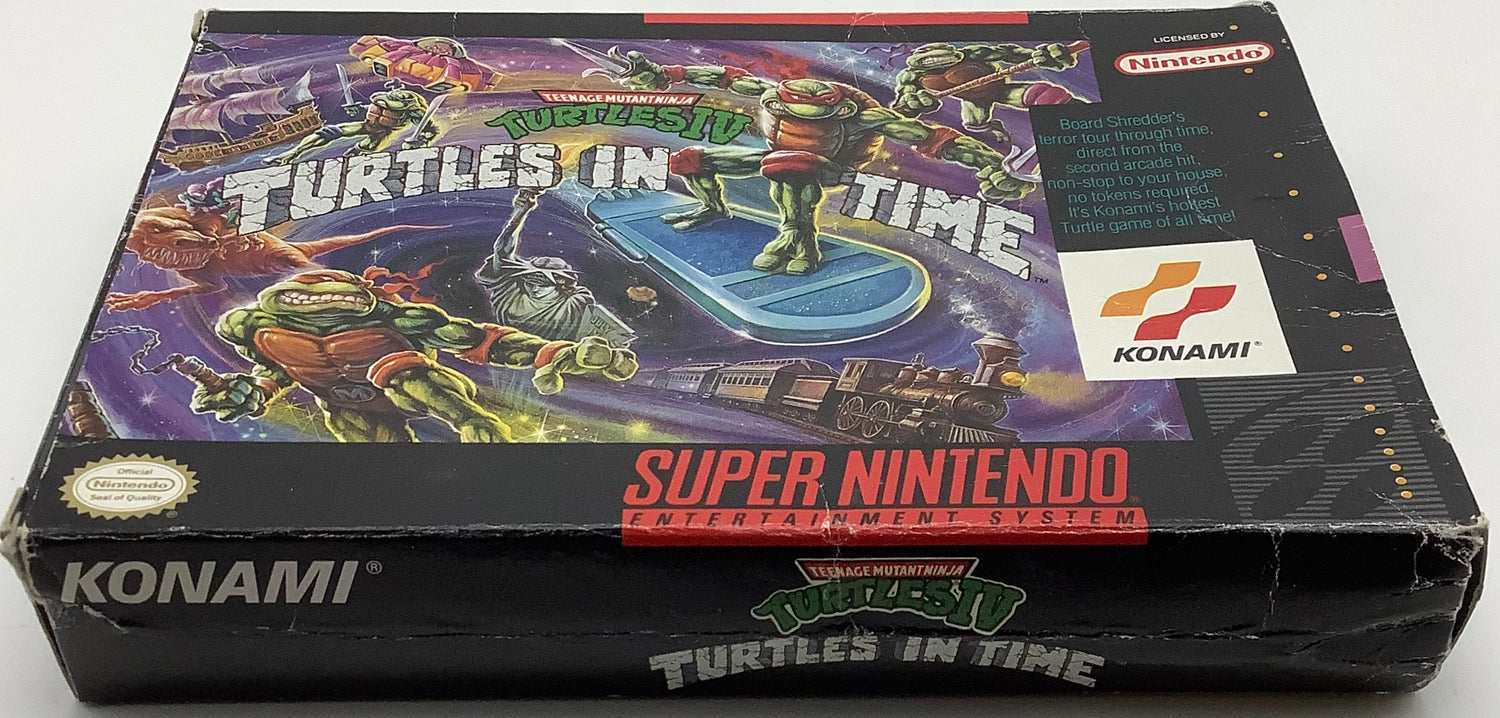 LICENSED BY
Nintendo®
TEENAGE MUTANT NINJA
TURTLES IV
TURTLES IN TIME™
Board Shredder's
terror tour through time,
direct from the
second arcade hit,
non-stop to your house,
no tokens required.
It's Konami's hottest
Turtle game of all time!
KONAMI®
JULY
M
Official
Nintendo
Seal of Quality
SUPER NINTENDO
ENTERTAINMENT SYSTEM
KONAMI®
TEENAGE MUTANT NINJA
TURTLES IV
TURTLES IN TIME